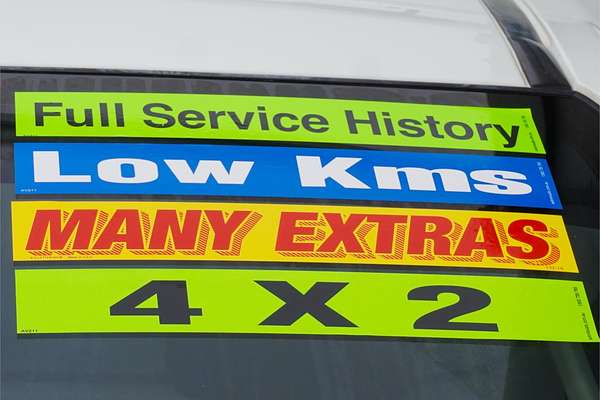 Full Service History
Low Kms
MANY EXTRAS
4 X 2